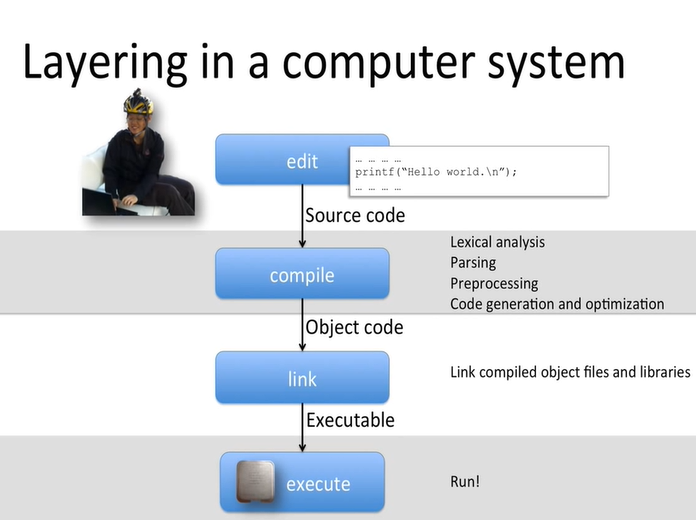 Layering in a computer system
edit
… … … …
printf(“Hello world.\n”);
… … … …
Source code
compile
Lexical analysis
Parsing
Preprocessing
Code generation and optimization
Object code
link
Link compiled object files and libraries
Executable
execute
Run!